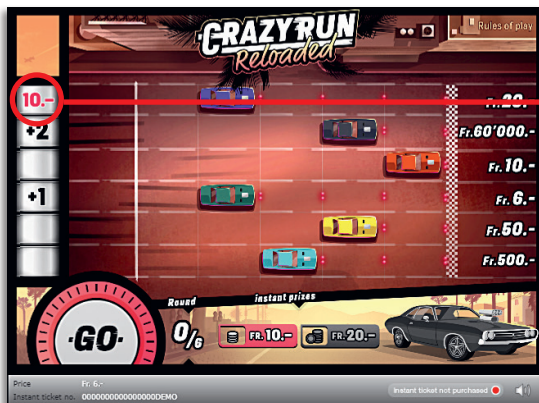 CRAZY RUN
Reloaded
Rules of play
10.-
Fr.20.-
+2
Fr.60'000.-
Fr.10.-
+1
Fr.6.-
Fr.50.-
Fr.500.-
Round
instant prizes
GO
0/6
FR.10.-
FR.20.-
Price Fr. 6.-
Instant ticket not purchased
Instant ticket no. 0000000000000000DEMO